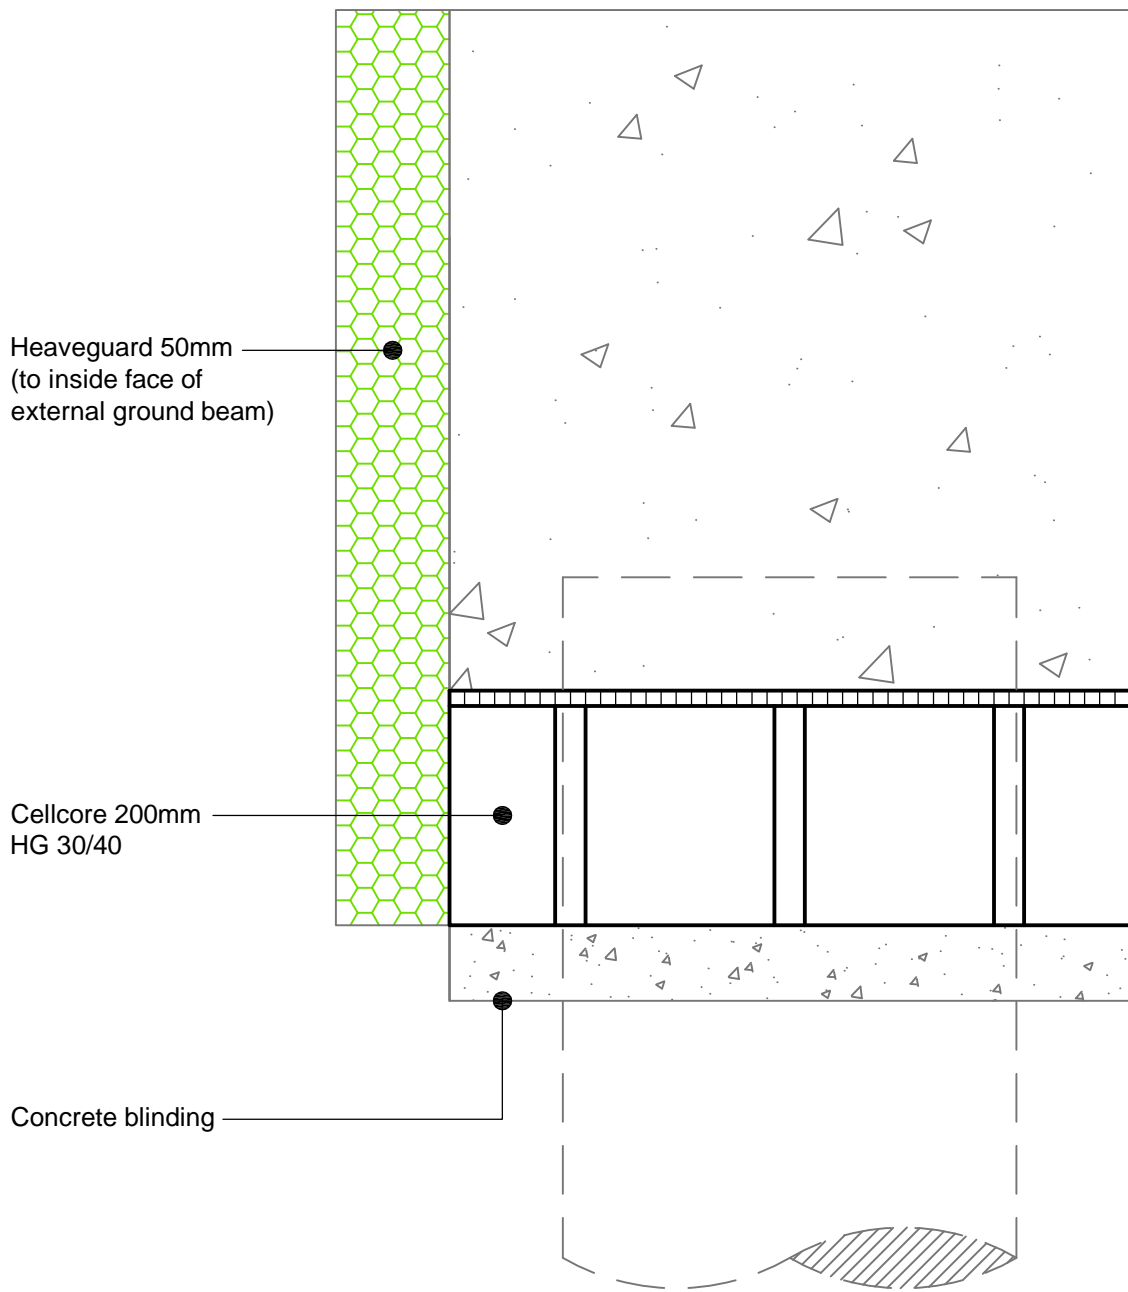 Heaveguard 50mm
(to inside face of
external ground beam)
Cellcore 200mm
HG 30/40
Concrete blinding